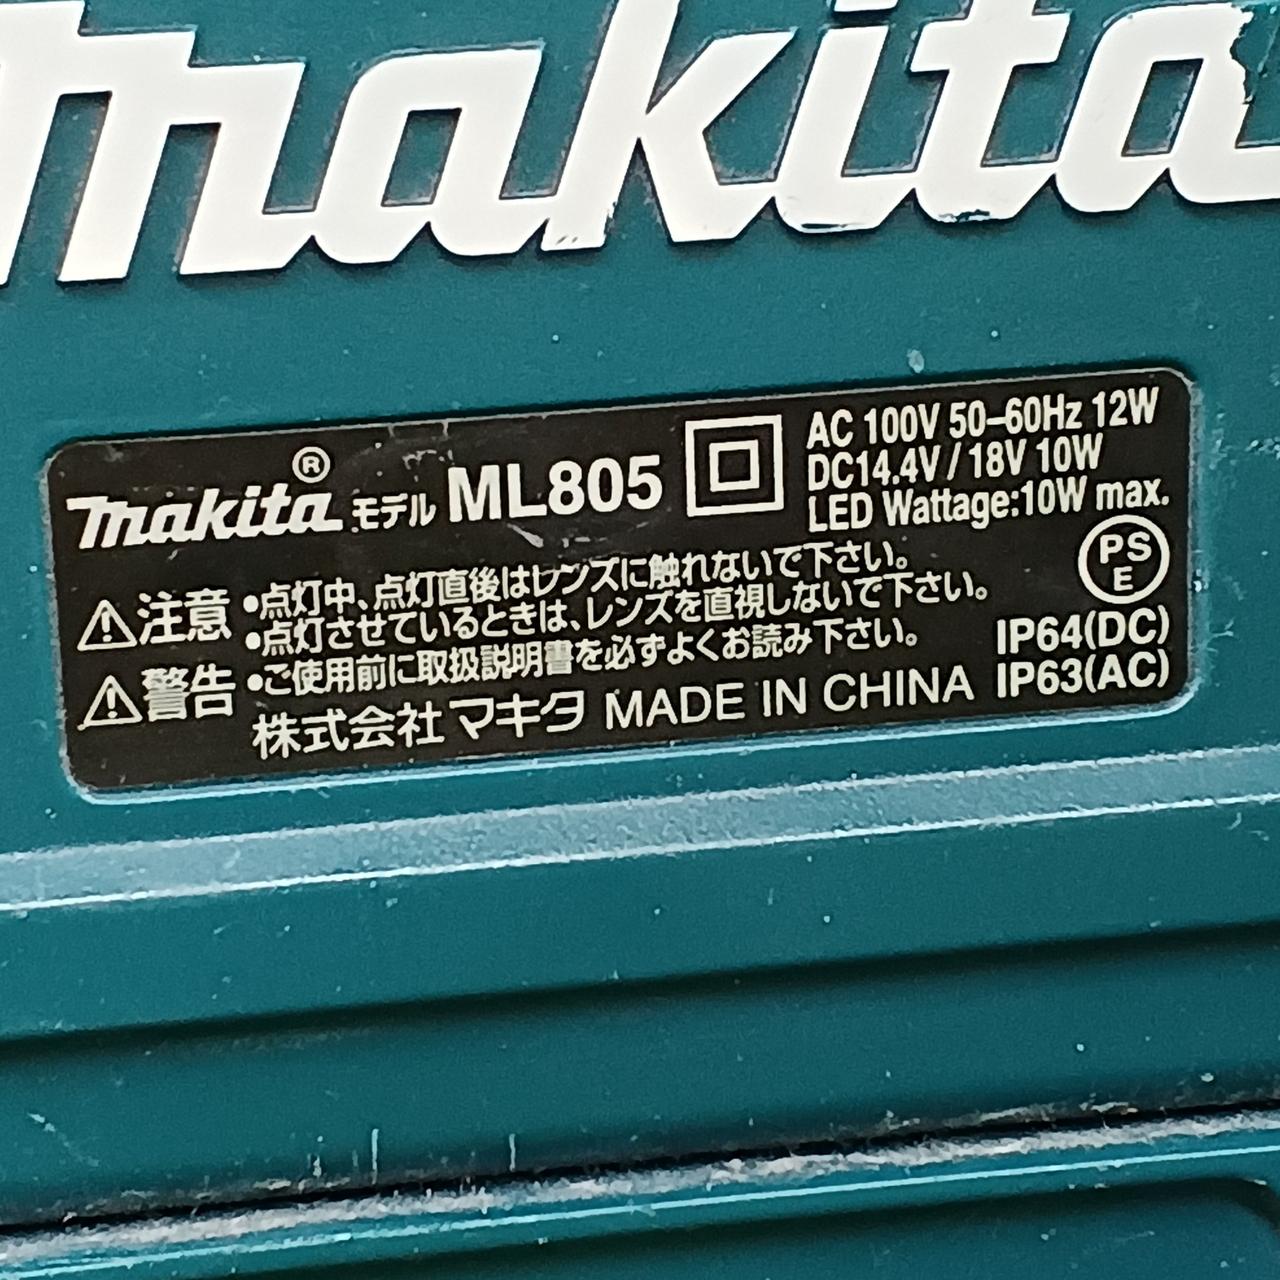 makita
makita® モデル ML805
AC 100V 50–60Hz 12W
DC14.4V / 18V 10W
LED Wattage:10W max.
⚠注意 •点灯中、点灯直後はレンズに触れないで下さい。
•点灯させているときは、レンズを直視しないで下さい。
⚠警告 •ご使用前に取扱説明書を必ずよくお読み下さい。
株式会社マキタ MADE IN CHINA
PS
E
IP64(DC)
IP63(AC)